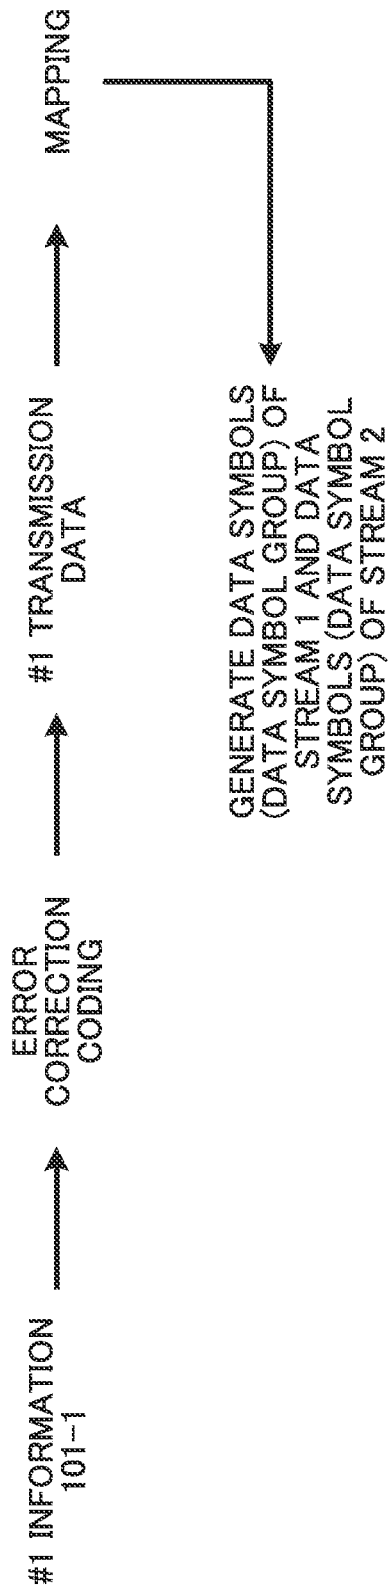 #1 INFORMATION
101-1
ERROR
CORRECTION
CODING
#1 TRANSMISSION
DATA
MAPPING
GENERATE DATA SYMBOLS
(DATA SYMBOL GROUP) OF
STREAM 1 AND DATA
SYMBOLS (DATA SYMBOL
GROUP) OF STREAM 2